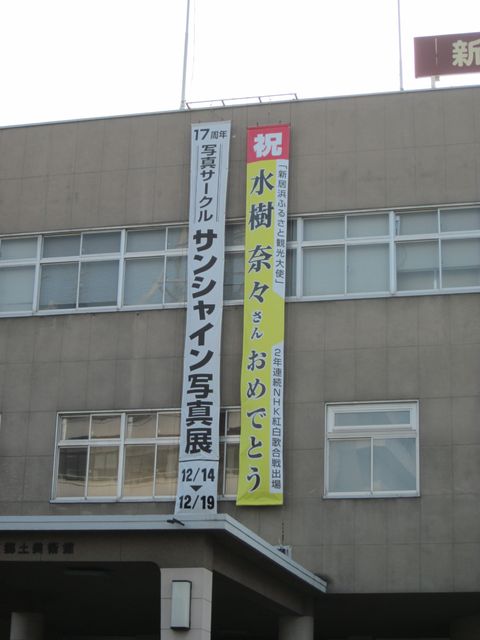 新
17周年
写真サークル
サンシャイン写真展
12/14
▼
12/19
祝
「新居浜ふるさと観光大使」
水樹奈々さんおめでとう
2年連続NHK紅白歌合戦出場
郷土美術館